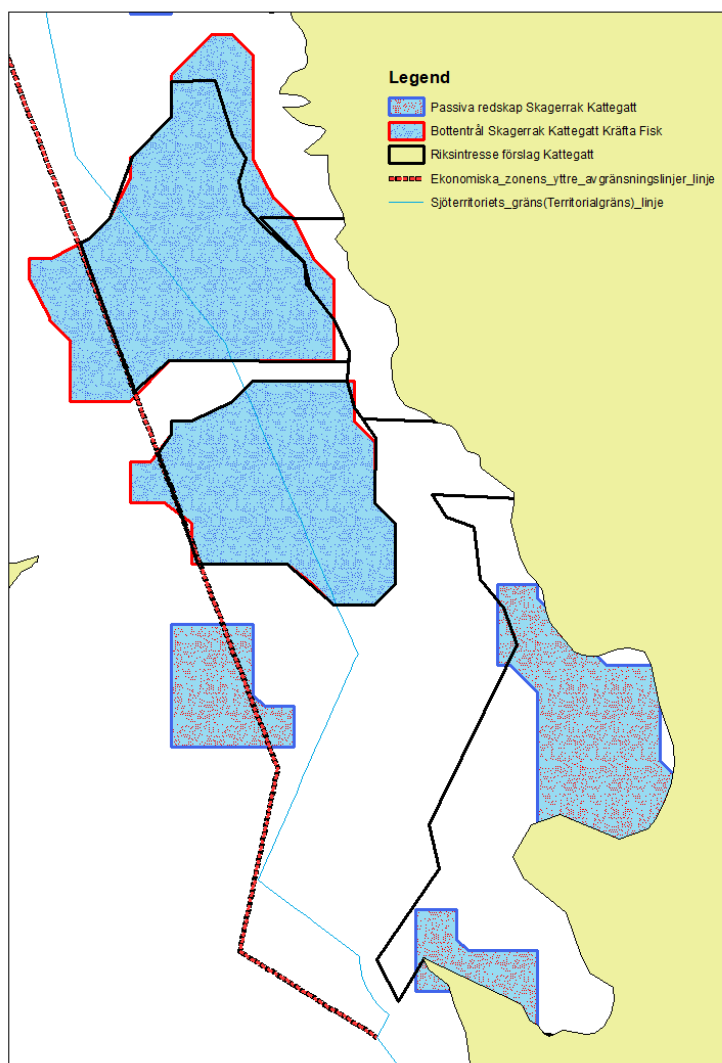 Legend
Passiva redskap Skagerrak Kattegatt
Bottentrål Skagerrak Kattegatt Kräfta Fisk
Riksintresse förslag Kattegatt
Ekonomiska_zonens_yttre_avgränsningslinjer_linje
Sjöterritoriets_gräns(Territorialgräns)_linje